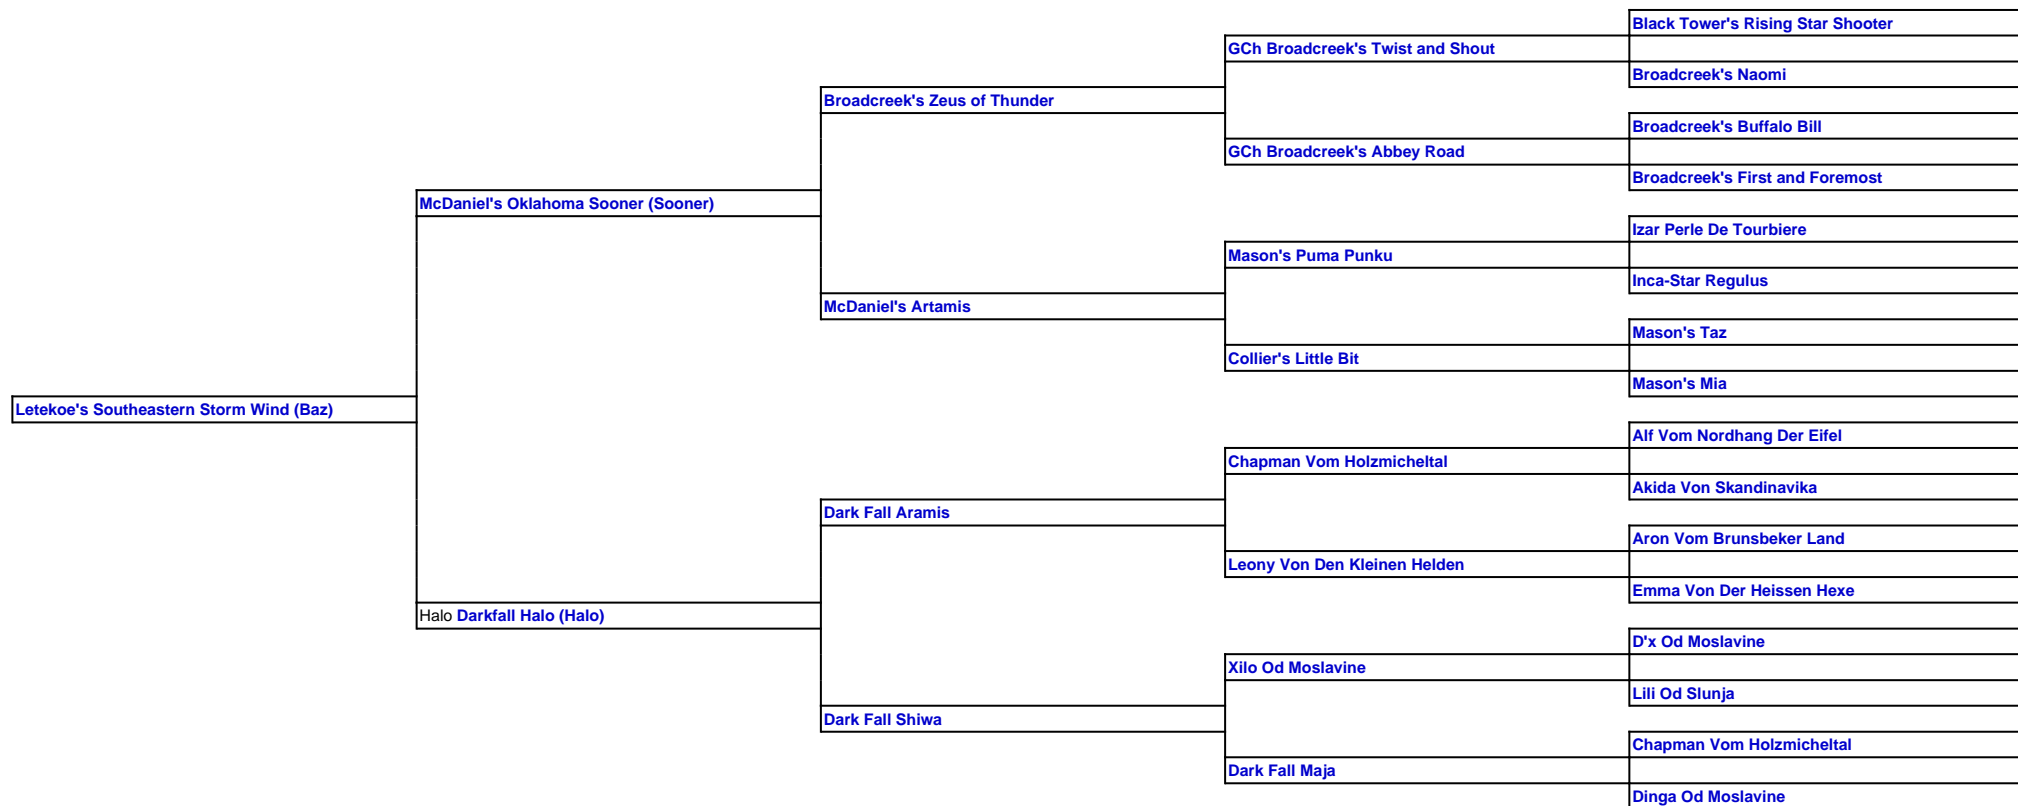 Black Tower's Rising Star Shooter
GCh Broadcreek's Twist and Shout
Broadcreek's Naomi
Broadcreek's Zeus of Thunder
Broadcreek's Buffalo Bill
GCh Broadcreek's Abbey Road
Broadcreek's First and Foremost
McDaniel's Oklahoma Sooner (Sooner)
Izar Perle De Tourbiere
Mason's Puma Punku
Inca-Star Regulus
McDaniel's Artamis
Mason's Taz
Collier's Little Bit
Mason's Mia
Letekoe's Southeastern Storm Wind (Baz)
Alf Vom Nordhang Der Eifel
Chapman Vom Holzmicheltal
Akida Von Skandinavika
Dark Fall Aramis
Aron Vom Brunsbeker Land
Leony Von Den Kleinen Helden
Emma Von Der Heissen Hexe
Halo Darkfall Halo (Halo)
D'x Od Moslavine
Xilo Od Moslavine
Lili Od Slunja
Dark Fall Shiwa
Chapman Vom Holzmicheltal
Dark Fall Maja
Dinga Od Moslavine